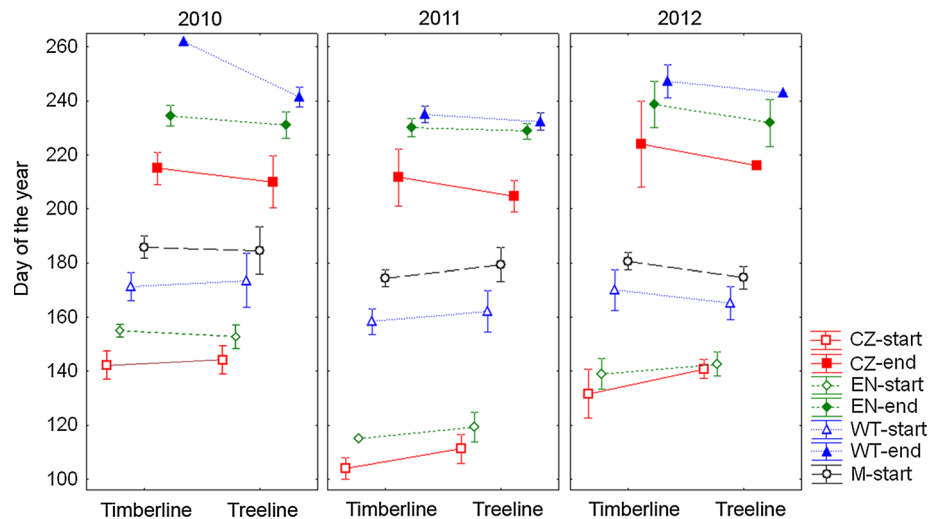 2010 2011 2012
260
240
220
200
180
160
140
120
100
Day of the year
CZ-start
CZ-end
EN-start
EN-end
WT-start
WT-end
M-start
Timberline Treeline Timberline Treeline Timberline Treeline